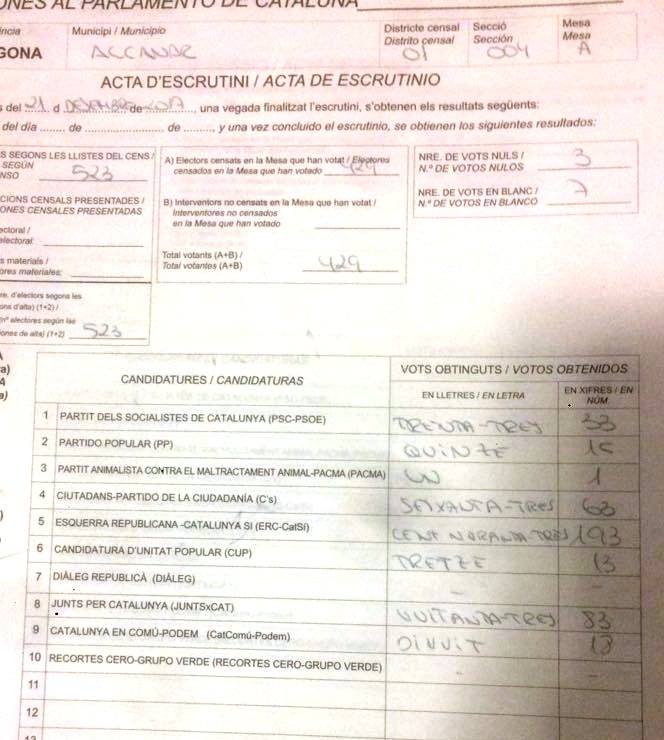 ONES AL PARLAMENTO DE CATALUÑA
ncia
GONA
Municipi / Municipio
ALCANAR
Districte censal
Distrito censal
01
Secció
Sección
004
Mesa
Mesa
A
ACTA D'ESCRUTINI / ACTA DE ESCRUTINIO
s del 21 d DESEMBRE de 2017, una vegada finalitzat l'escrutini, s'obtenen els resultats següents:
del día ........ de ........................ de ........, y una vez concluido el escrutinio, se obtienen los siguientes resultados:
S SEGONS LES LLISTES DEL CENS /
SEGÚN
NSO 523
CIONS CENSALS PRESENTADES /
ONES CENSALES PRESENTADAS
ectoral /
electoral:
s materials /
ores materiales:
re. d'electors segons les
ons d'alta) (1+2) /
(nº electores según las
iones de alta) (1+2) 523
A) Electors censats en la Mesa que han votat / Electores
censados en la Mesa que han votado 429
B) Interventors no censats en la Mesa que han votat /
Interventores no censados
en la Mesa que han votado
Total votants (A+B) /
Total votantes (A+B) 429
NRE. DE VOTS NULS /
N.º DE VOTOS NULOS 3
NRE. DE VOTS EN BLANC /
N.º DE VOTOS EN BLANCO 7
a)
A
a)
CANDIDATURES / CANDIDATURAS
VOTS OBTINGUTS / VOTOS OBTENIDOS
EN LLETRES / EN LETRA
EN XIFRES / EN
NÚM
1 PARTIT DELS SOCIALISTES DE CATALUNYA (PSC-PSOE) TRENTA-TRES 33
2 PARTIDO POPULAR (PP) QUINZE 15
3 PARTIT ANIMALISTA CONTRA EL MALTRACTAMENT ANIMAL-PACMA (PACMA) UN 1
4 CIUTADANS-PARTIDO DE LA CIUDADANÍA (C's) SEIXANTA-TRES 63
5 ESQUERRA REPUBLICANA -CATALUNYA SÍ (ERC-CatSí) CENT NORANTA-TRES 193
6 CANDIDATURA D'UNITAT POPULAR (CUP) TRETZE 13
7 DIÀLEG REPUBLICÀ (DIÀLEG) - -
8 JUNTS PER CATALUNYA (JUNTSxCAT) VUITANTA-TRES 83
9 CATALUNYA EN COMÚ-PODEM (CatComú-Podem) DIVUIT 18
10 RECORTES CERO-GRUPO VERDE (RECORTES CERO-GRUPO VERDE) - -
11
12
13